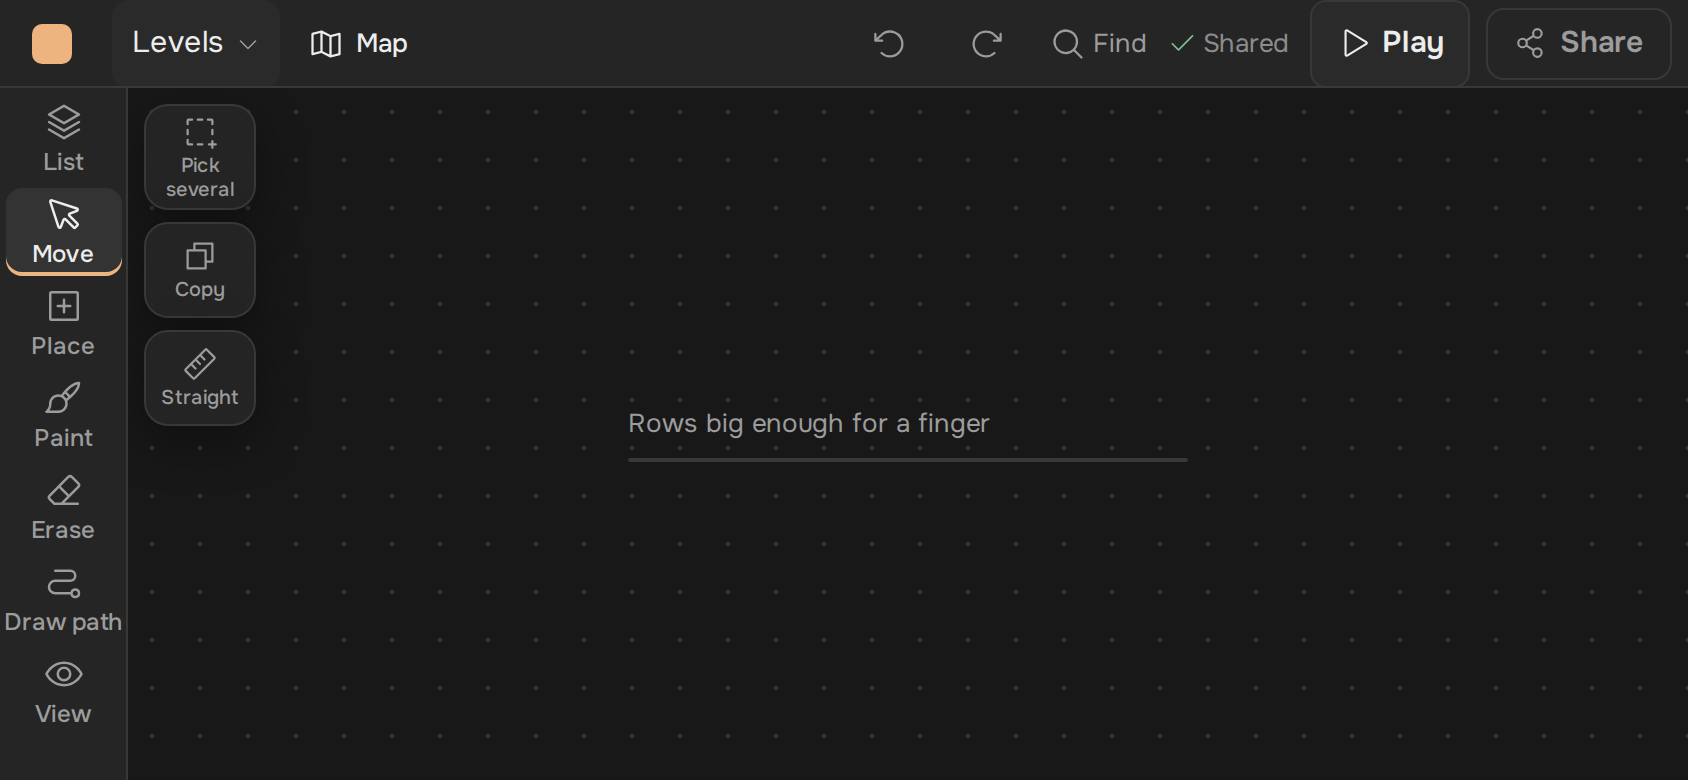 Levels
Map
Find
Shared
Play
Share
List
Move
Place
Paint
Erase
Draw path
View
Pick
several
Copy
Straight
Rows big enough for a finger